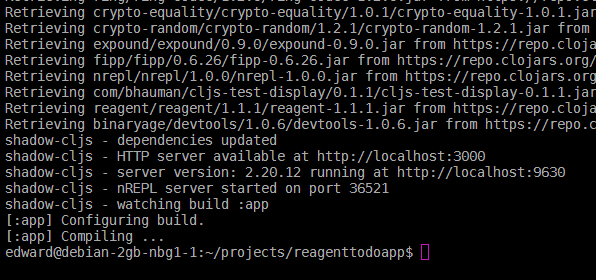 Retrieving crypto-equality/crypto-equality/1.0.1/crypto-equality-1.0.1.jar
Retrieving crypto-random/crypto-random/1.2.1/crypto-random-1.2.1.jar from
Retrieving expound/expound/0.9.0/expound-0.9.0.jar from https://repo.cloja
Retrieving fipp/fipp/0.6.26/fipp-0.6.26.jar from https://repo.clojars.org/
Retrieving nrepl/nrepl/1.0.0/nrepl-1.0.0.jar from https://repo.clojars.org
Retrieving com/bhauman/cljs-test-display/0.1.1/cljs-test-display-0.1.1.jar
Retrieving reagent/reagent/1.1.1/reagent-1.1.1.jar from https://repo.cloja
Retrieving binaryage/devtools/1.0.6/devtools-1.0.6.jar from https://repo.c
shadow-cljs - dependencies updated
shadow-cljs - HTTP server available at http://localhost:3000
shadow-cljs - server version: 2.20.12 running at http://localhost:9630
shadow-cljs - nREPL server started on port 36521
shadow-cljs - watching build :app
[:app] Configuring build.
[:app] Compiling ...
edward@debian-2gb-nbg1-1:~/projects/reagenttodoapp$